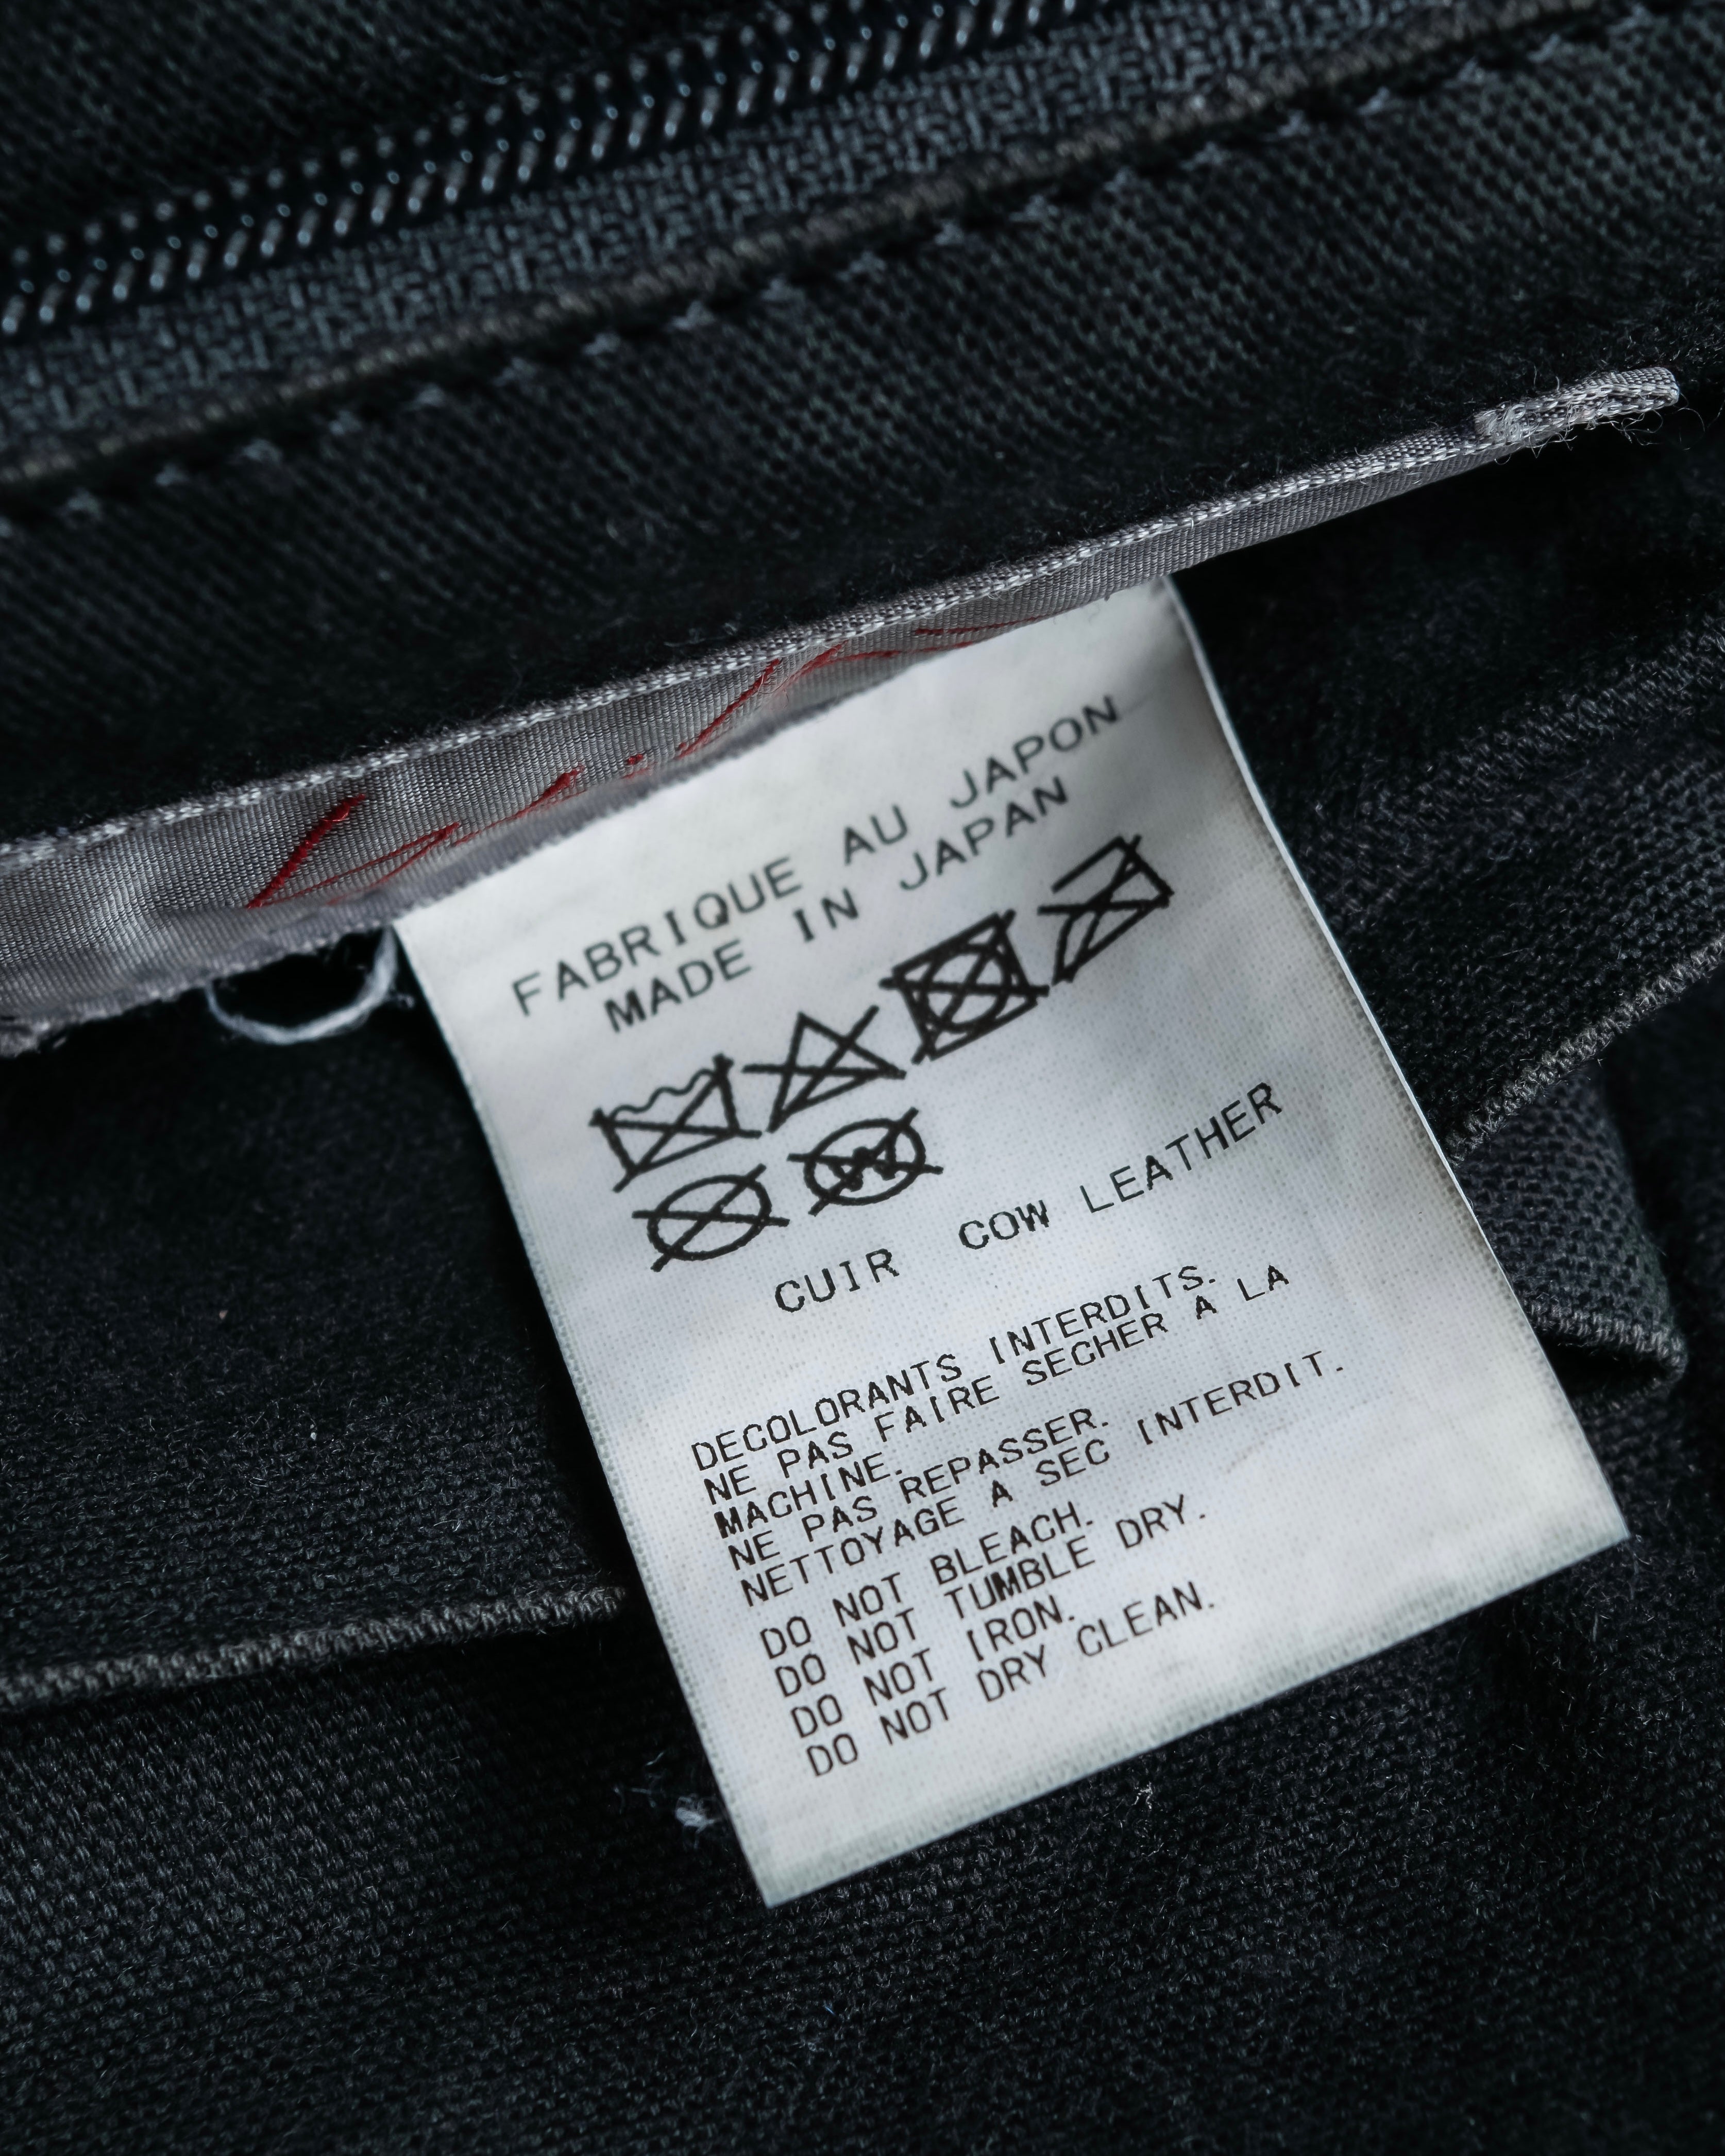 FABRIQUE AU JAPON
MADE IN JAPAN
W
CUIR COW LEATHER
DECOLORANTS INTERDITS.
NE PAS FAIRE SECHER A LA
MACHINE.
NE PAS REPASSER.
NETTOYAGE A SEC INTERDIT.
DO NOT BLEACH.
DO NOT TUMBLE DRY.
DO NOT IRON.
DO NOT DRY CLEAN.